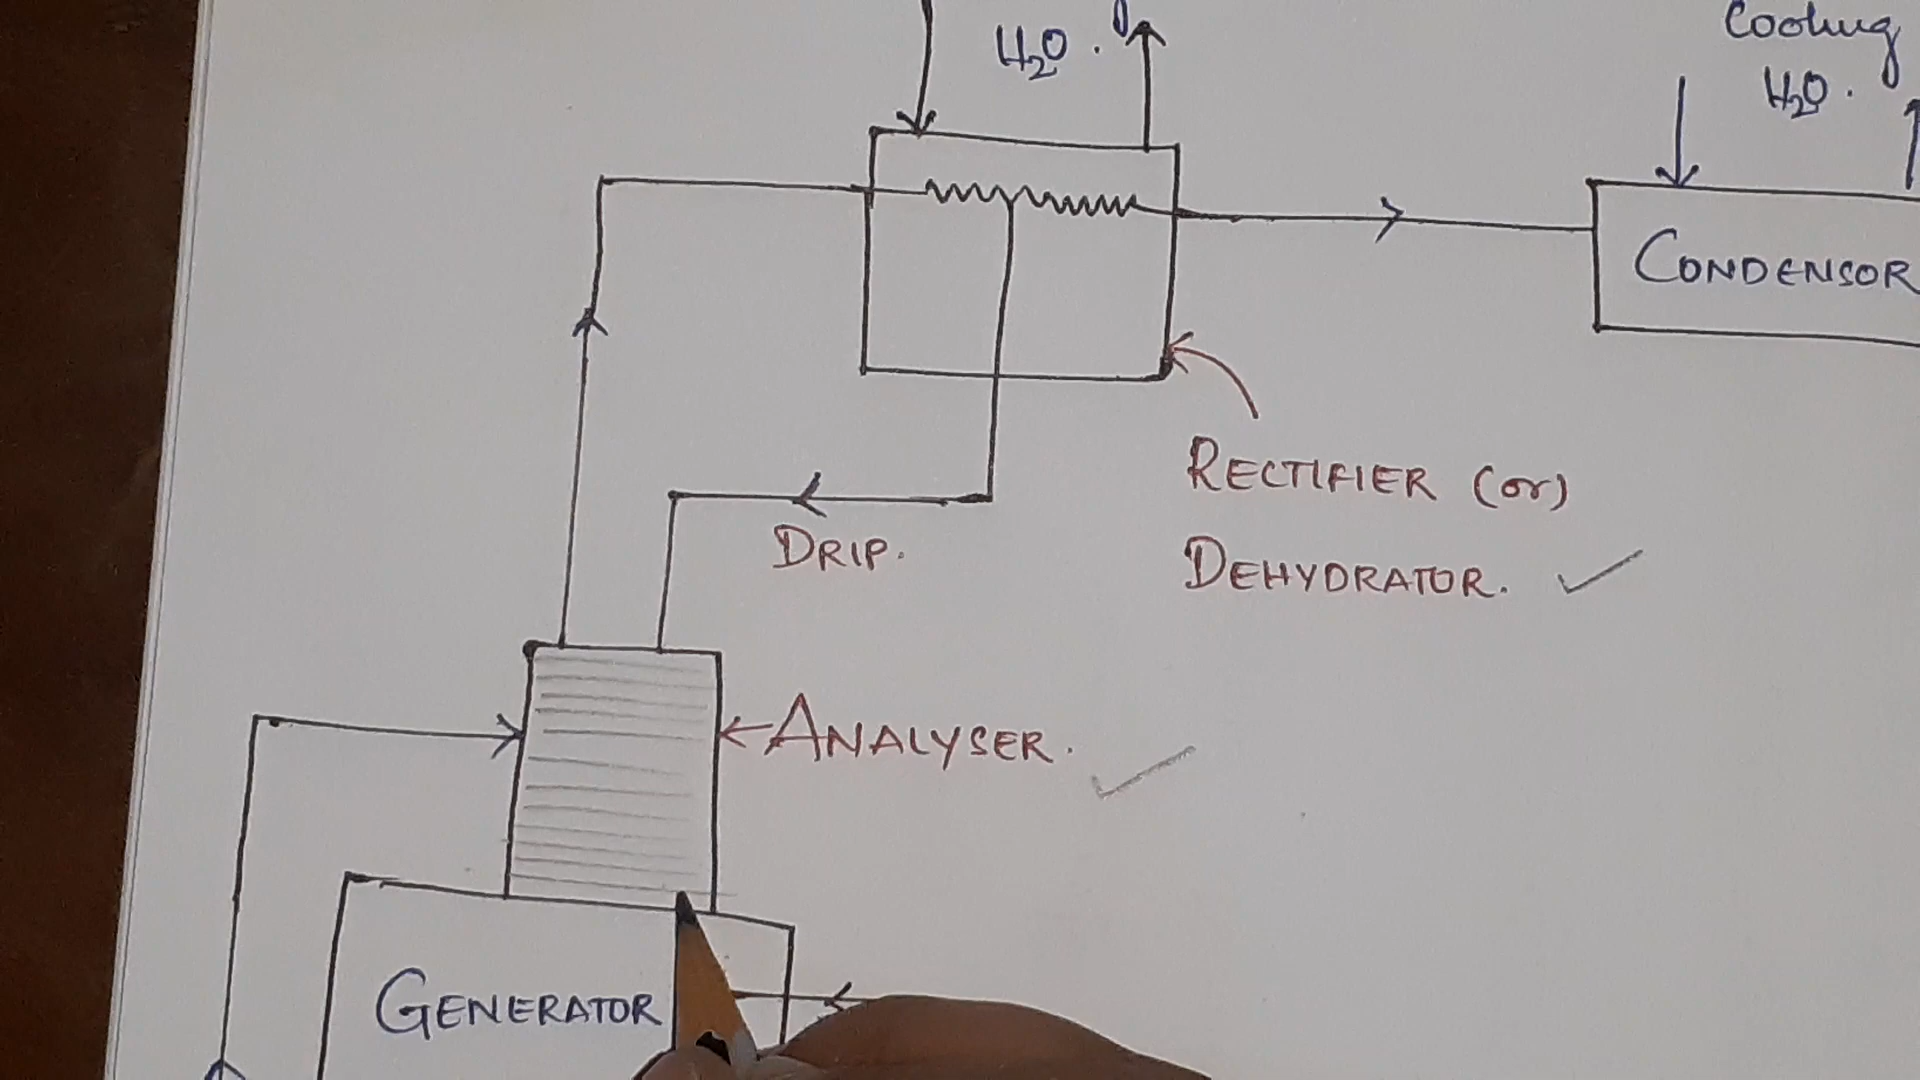 Cooling
H2O.
H2O.
CONDENSOR
RECTIFIER (or)
DEHYDRATOR.
DRIP.
ANALYSER.
GENERATOR